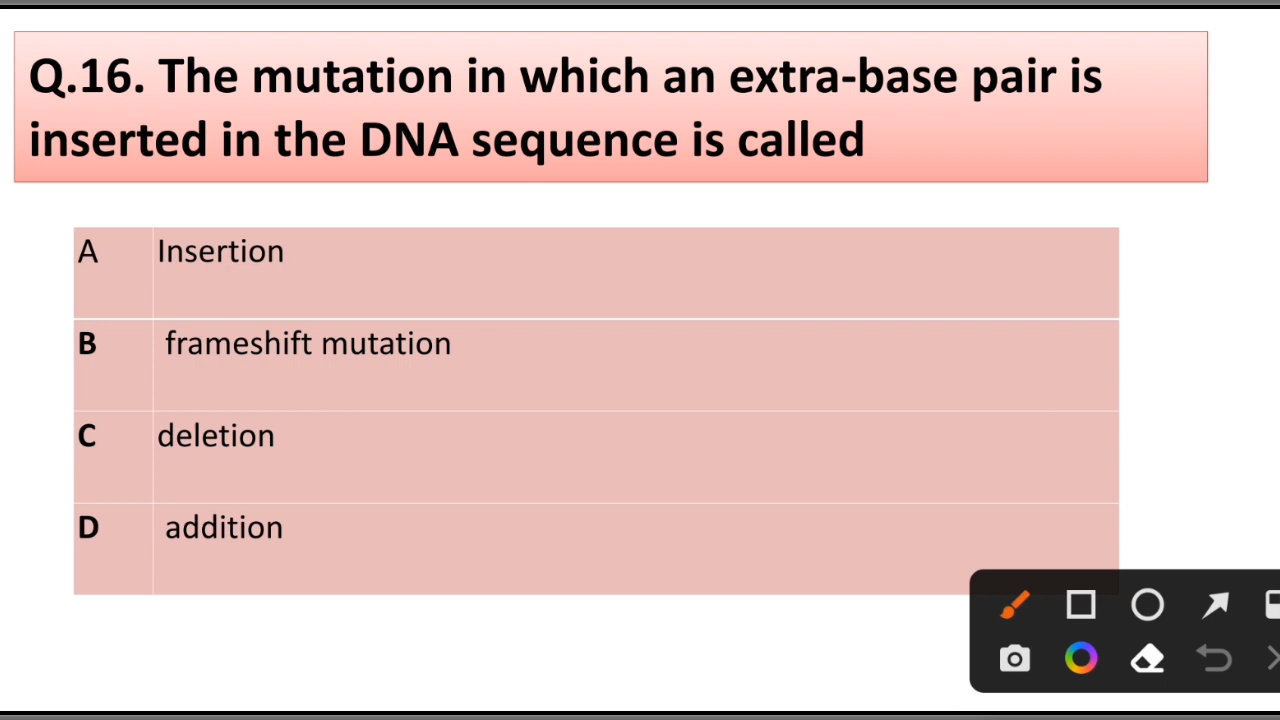 Q.16. The mutation in which an extra-base pair is
inserted in the DNA sequence is called
A Insertion
B frameshift mutation
C deletion
D addition